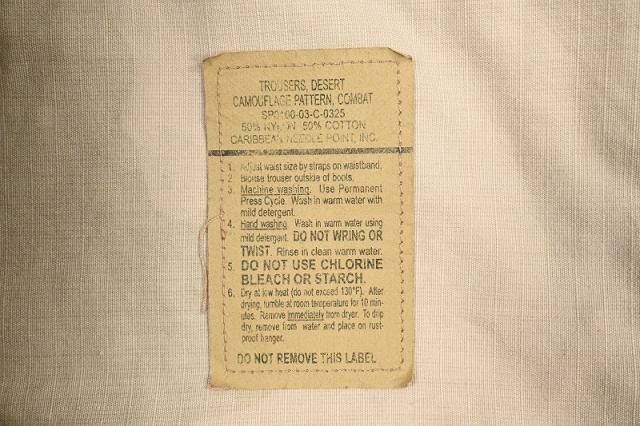 TROUSERS, DESERT
CAMOUFLAGE PATTERN, COMBAT
SPO100-03-C-0325
50% NYLON 50% COTTON
CARIBBEAN NEEDLE POINT, INC.
1. Adjust waist size by straps on waistband.
2. Blouse trouser outside of boots.
3. Machine washing. Use Permanent
Press Cycle. Wash in warm water with
mild detergent.
4. Hand washing. Wash in warm water using
mild detergent. DO NOT WRING OR
TWIST. Rinse in clean warm water.
5. DO NOT USE CHLORINE
BLEACH OR STARCH.
6. Dry at low heat (do not exceed 130°F). After
drying, tumble at room temperature for 10 min-
utes. Remove immediately from dryer. To drip
dry, remove from water and place on rust-
proof hanger.
DO NOT REMOVE THIS LABEL